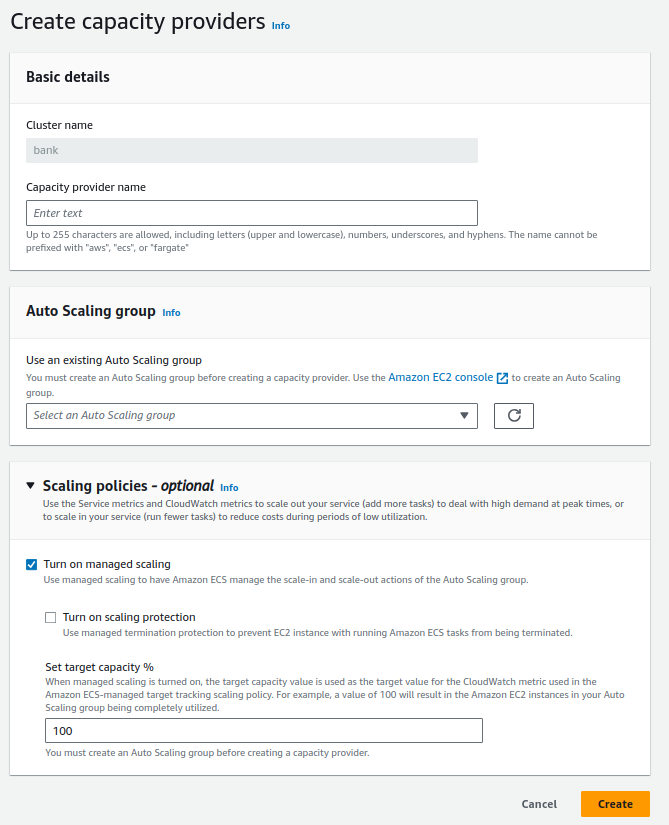 Create capacity providers Info
Basic details
Cluster name
bank
Capacity provider name
Enter text
Up to 255 characters are allowed, including letters (upper and lowercase), numbers, underscores, and hyphens. The name cannot be
prefixed with "aws", "ecs", or "fargate"
Auto Scaling group Info
Use an existing Auto Scaling group
You must create an Auto Scaling group before creating a capacity provider. Use the Amazon EC2 console to create an Auto Scaling
group.
Select an Auto Scaling group
Scaling policies - optional Info
Use the Service metrics and CloudWatch metrics to scale out your service (add more tasks) to deal with high demand at peak times, or
to scale in your service (run fewer tasks) to reduce costs during periods of low utilization.
Turn on managed scaling
Use managed scaling to have Amazon ECS manage the scale-in and scale-out actions of the Auto Scaling group.
Turn on scaling protection
Use managed termination protection to prevent EC2 instance with running Amazon ECS tasks from being terminated.
Set target capacity %
When managed scaling is turned on, the target capacity value is used as the target value for the CloudWatch metric used in the
Amazon ECS-managed target tracking scaling policy. For example, a value of 100 will result in the Amazon EC2 instances in your Auto
Scaling group being completely utilized.
100
You must create an Auto Scaling group before creating a capacity provider.
Cancel Create